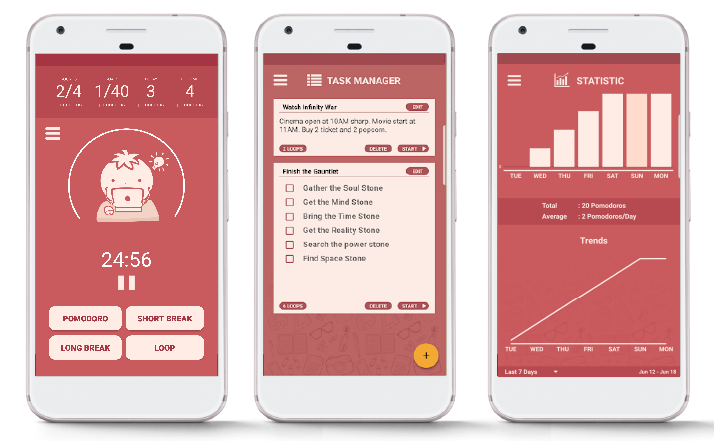 2/4 1/40 3 4
24:56
POMODORO
SHORT BREAK
LONG BREAK
LOOP
TASK MANAGER
Watch Infinity War
EDIT
Cinema open at 10AM sharp. Movie start at
11AM. Buy 2 ticket and 2 popcorn.
2 LOOPS
DELETE
START
Finish the Gauntlet
EDIT
Gather the Soul Stone
Get the Mind Stone
Bring the Time Stone
Get the Reality Stone
Search the power stone
Find Space Stone
6 LOOPS
DELETE
START
+
STATISTIC
TUE WED THU FRI SAT SUN MON
Total : 20 Pomodoros
Average : 2 Pomodoros/Day
Trends
TUE WED THU FRI SAT SUN MON
Last 7 Days
Jun 12 - Jun 18